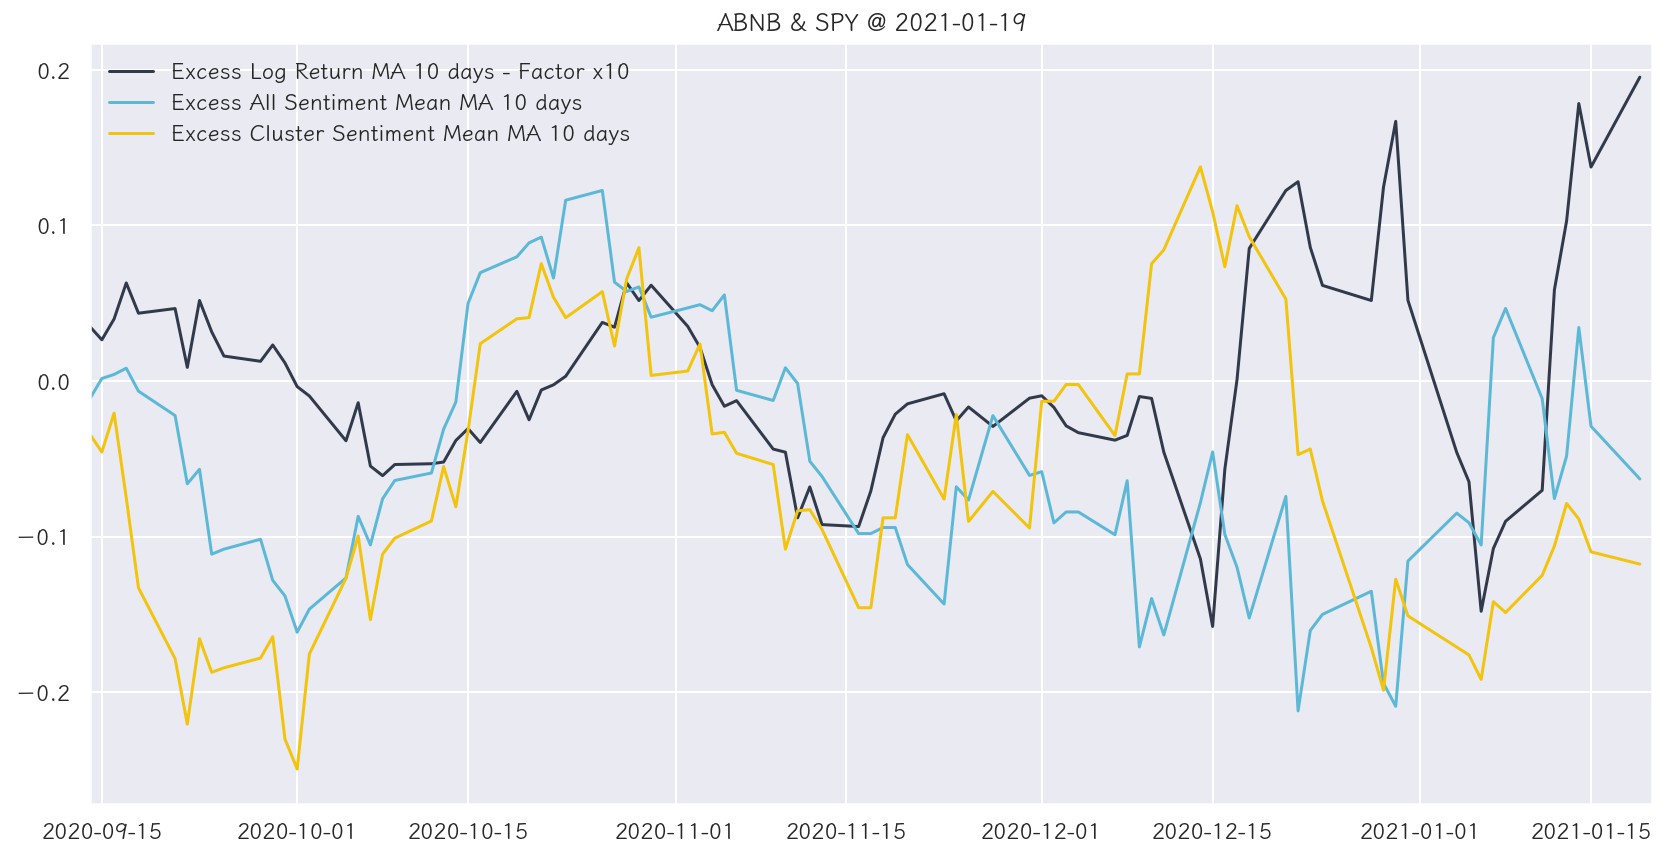 ABNB & SPY @ 2021-01-19
Excess Log Return MA 10 days - Factor x10
Excess All Sentiment Mean MA 10 days
Excess Cluster Sentiment Mean MA 10 days
0.2
0.1
0.0
−0.1
−0.2
2020-09-15 2020-10-01 2020-10-15 2020-11-01 2020-11-15 2020-12-01 2020-12-15 2021-01-01 2021-01-15